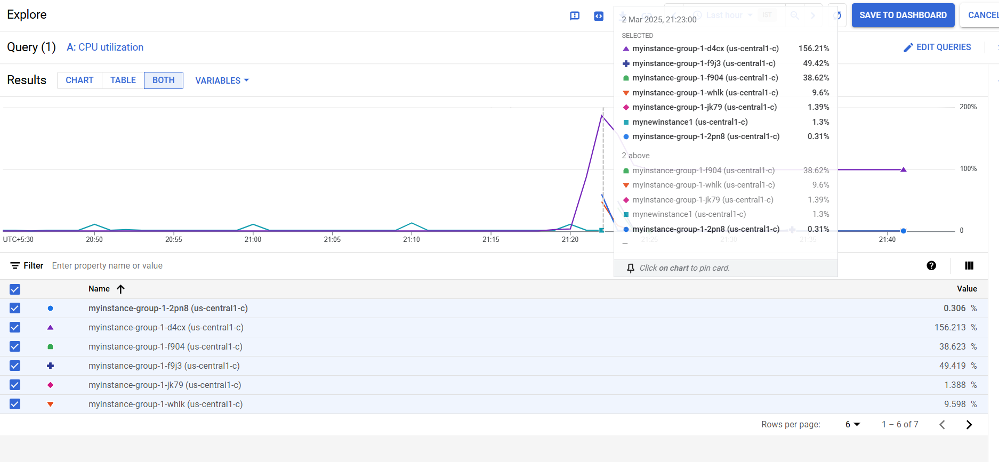 Explore
Last hour
IST
SAVE TO DASHBOARD
CANCEL
Query (1)
A: CPU utilization
EDIT QUERIES
Results
CHART
TABLE
BOTH
VARIABLES
2 Mar 2025, 21:23:00
SELECTED
myinstance-group-1-d4cx (us-central1-c) 156.21%
myinstance-group-1-f9j3 (us-central1-c) 49.42%
myinstance-group-1-f904 (us-central1-c) 38.62%
myinstance-group-1-whlk (us-central1-c) 9.6%
myinstance-group-1-jk79 (us-central1-c) 1.39%
mynewinstance1 (us-central1-c) 1.3%
myinstance-group-1-2pn8 (us-central1-c) 0.31%
2 above
myinstance-group-1-f904 (us-central1-c) 38.62%
myinstance-group-1-whlk (us-central1-c) 9.6%
myinstance-group-1-jk79 (us-central1-c) 1.39%
mynewinstance1 (us-central1-c) 1.3%
myinstance-group-1-2pn8 (us-central1-c) 0.31%
–
Click on chart to pin card.
200%
100%
0
UTC+5:30 20:50 20:55 21:00 21:05 21:10 21:15 21:20 21:25 21:30 21:35 21:40
Filter Enter property name or value
Name Value
myinstance-group-1-2pn8 (us-central1-c) 0.306 %
myinstance-group-1-d4cx (us-central1-c) 156.213 %
myinstance-group-1-f904 (us-central1-c) 38.623 %
myinstance-group-1-f9j3 (us-central1-c) 49.419 %
myinstance-group-1-jk79 (us-central1-c) 1.388 %
myinstance-group-1-whlk (us-central1-c) 9.598 %
Rows per page: 6 1 – 6 of 7